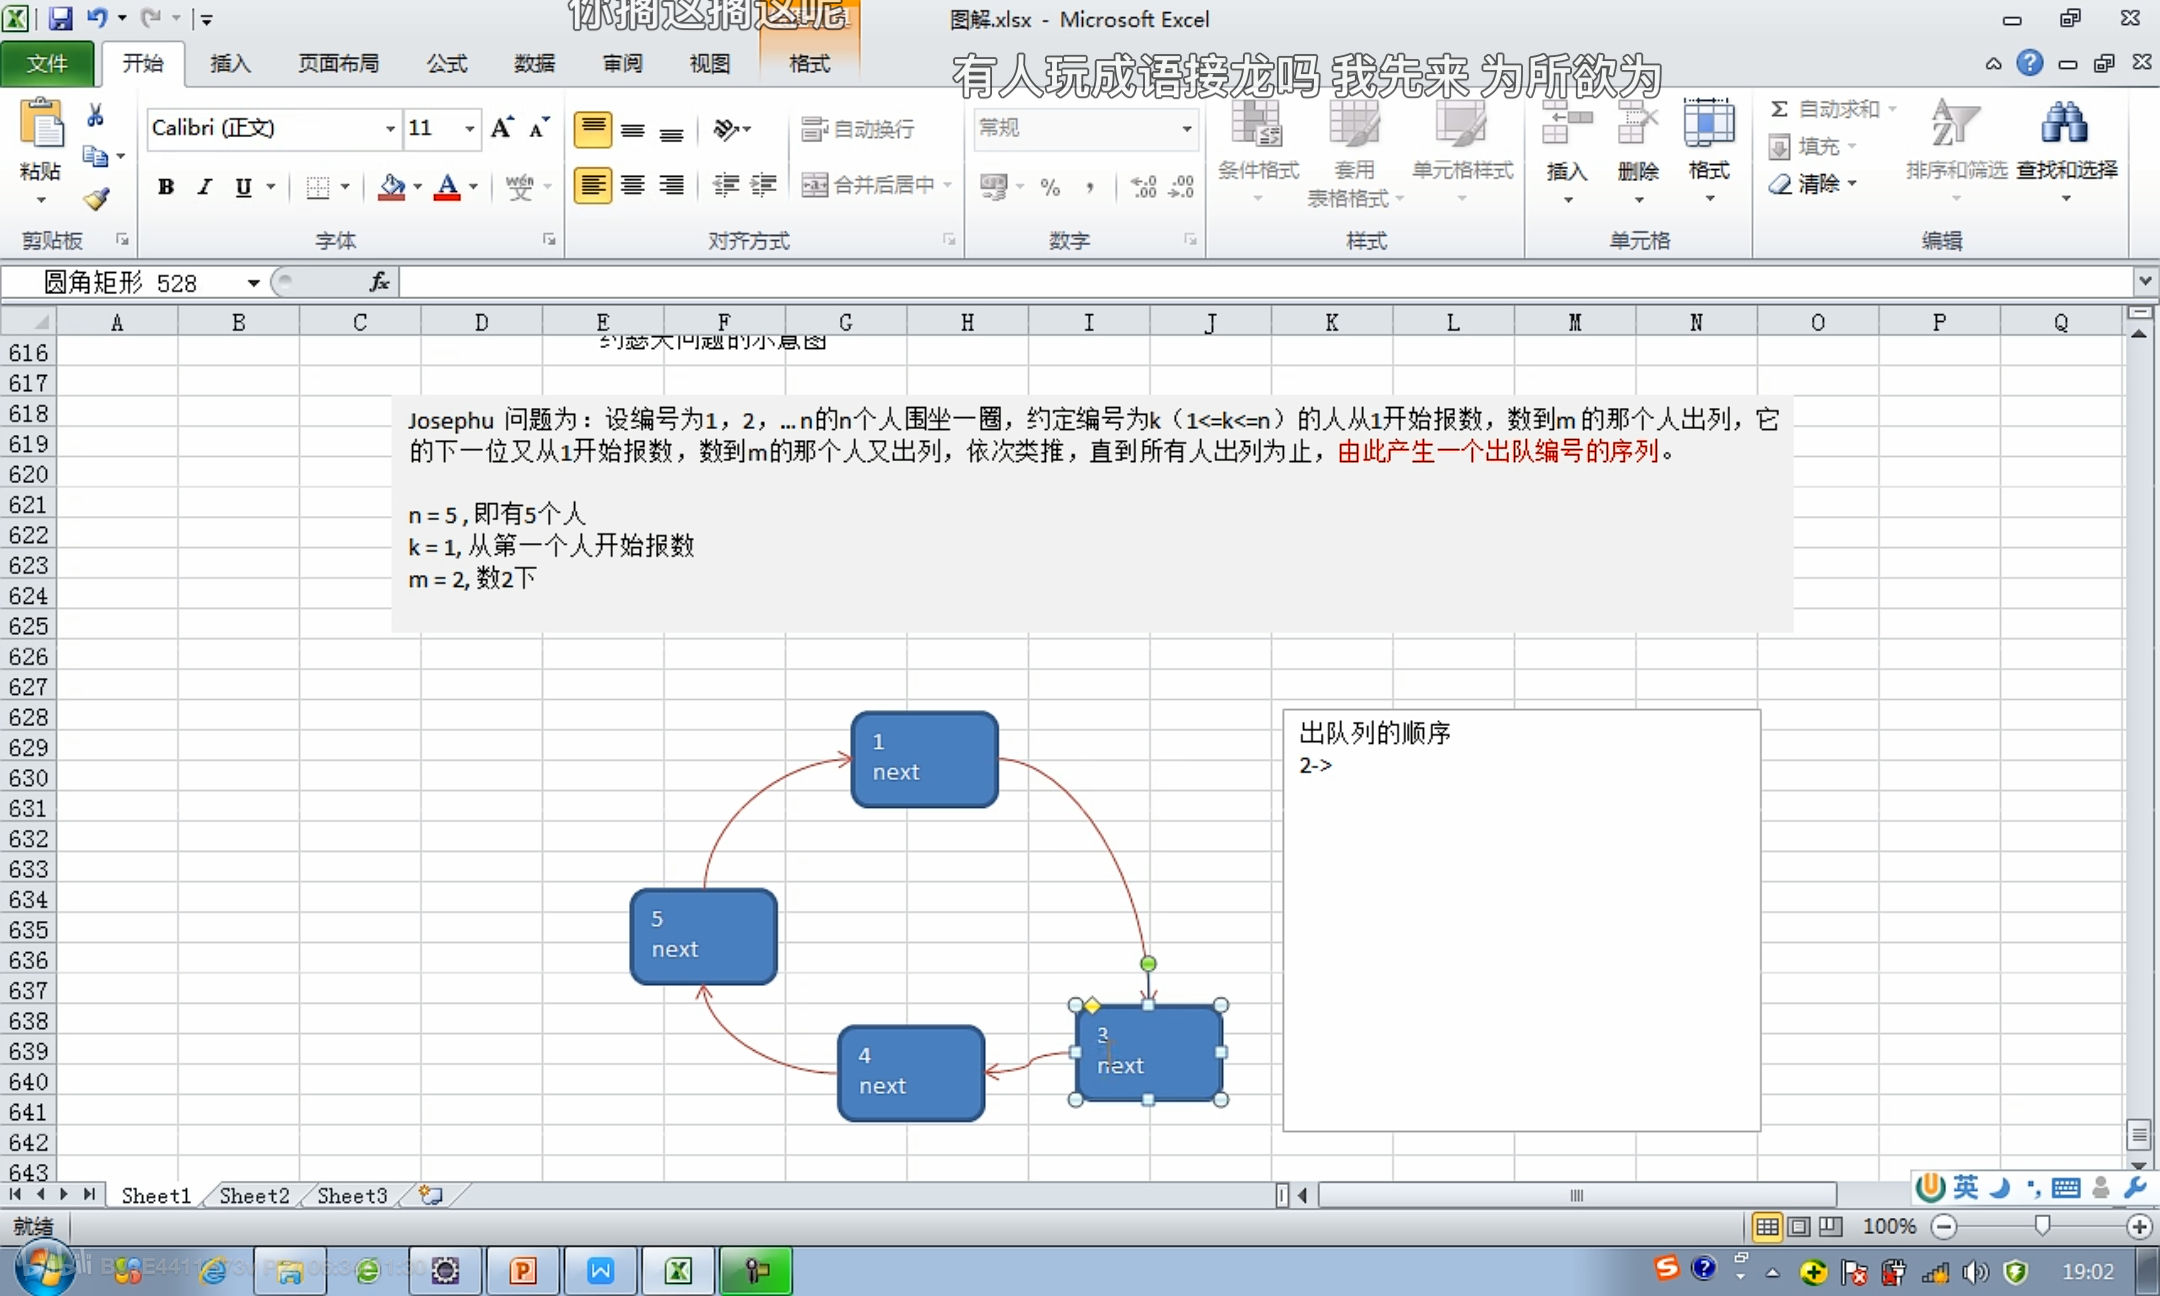 你搁这搁这呢
图解.xlsx - Microsoft Excel
文件 开始 插入 页面布局 公式 数据 审阅 视图 格式
有人玩成语接龙吗 我先来 为所欲为
粘贴
剪贴板
Calibri (正文) 11
B I U
字体
自动换行
合并后居中
对齐方式
常规
数字
条件格式 套用表格格式 单元格样式
样式
插入 删除 格式
单元格
自动求和
填充
清除
排序和筛选 查找和选择
编辑
圆角矩形 528
fx
A B C D E F G H I J K L M N O P Q
616
617
618
619
620
621
622
623
624
625
626
627
628
629
630
631
632
633
634
635
636
637
638
639
640
641
642
643
约瑟夫问题的示意图
Josephu 问题为：设编号为1，2，… n的n个人围坐一圈，约定编号为k（1<=k<=n）的人从1开始报数，数到m 的那个人出列，它
的下一位又从1开始报数，数到m的那个人又出列，依次类推，直到所有人出列为止，由此产生一个出队编号的序列。
n = 5 , 即有5个人
k = 1, 从第一个人开始报数
m = 2, 数2下
1
next
5
next
4
next
3
next
出队列的顺序
2->
Sheet1 Sheet2 Sheet3
英
就绪
100%
19:02